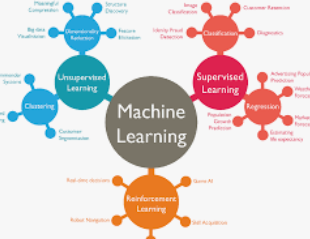 Meaningful
Compression
Structure
Discovery
Big data
Visualisation
Dimensionality
Reduction
Feature
Elicitation
Image
Classification
Customer Retention
Identity Fraud
Detection
Classification
Diagnostics
Unsupervised
Learning
Supervised
Learning
Systems
Clustering
Customer
Segmentation
Machine
Learning
Advertising Popularity
Prediction
Regression
Population
Growth
Prediction
Estimating
life expectancy
Real-time decisions
Game AI
Reinforcement
Learning
Robot Navigation
Skill Acquisition